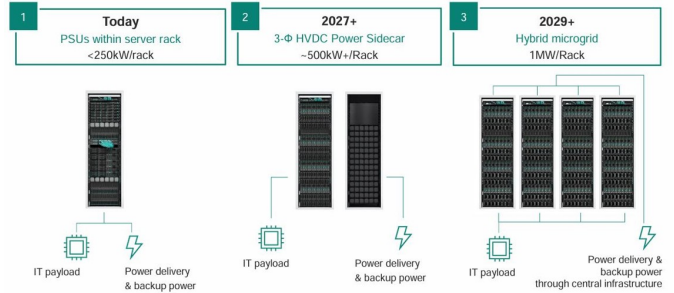 1
Today
PSUs within server rack
<250kW/rack
IT payload
Power delivery
& backup power
2
2027+
3-Φ HVDC Power Sidecar
~500kW+/Rack
IT payload
Power delivery
& backup power
3
2029+
Hybrid microgrid
1MW/Rack
IT payload
Power delivery &
backup power
through central infrastructure